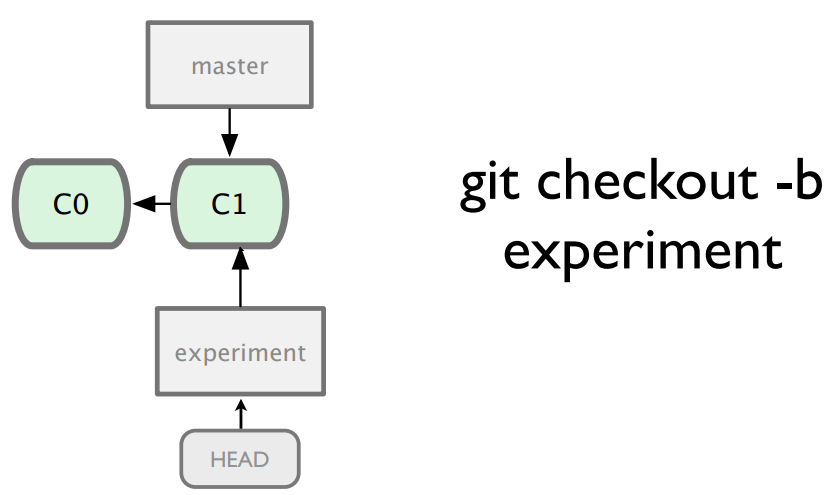 master
C0
C1
git checkout -b
experiment
experiment
HEAD